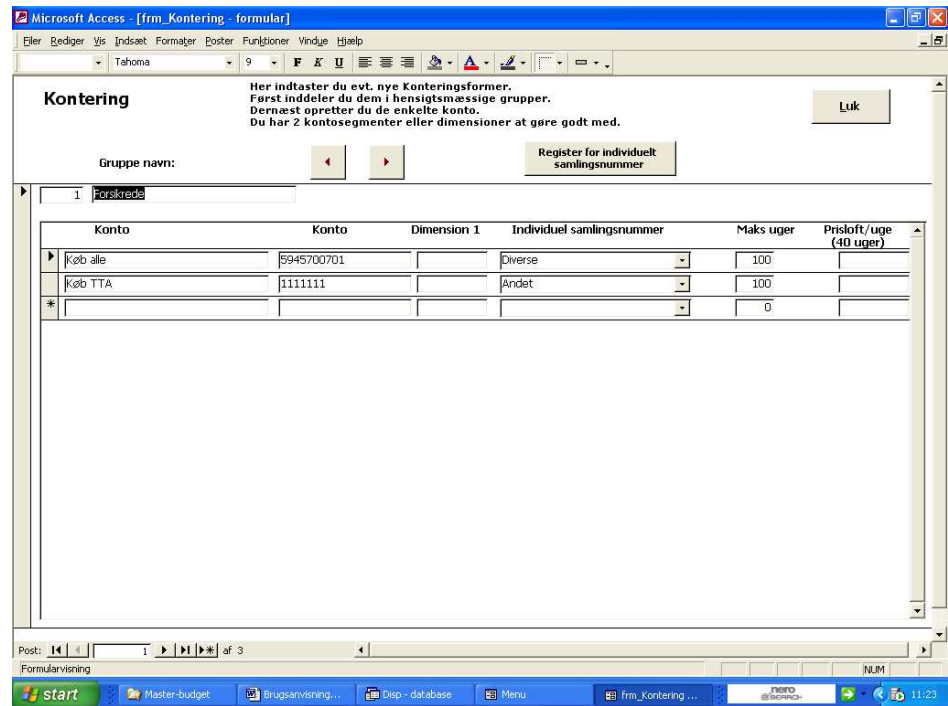 Microsoft Access - [frm_Kontering - formular]
Filer Rediger Vis Indsæt Formater Poster Funktioner Vindue Hjælp
Tahoma 9 F K U A
Kontering
Her indtaster du evt. nye Konteringsformer.
Først inddeler du dem i hensigtsmæssige grupper.
Dernæst opretter du de enkelte konto.
Du har 2 kontosegmenter eller dimensioner at gøre godt med.
Luk
Gruppe navn:
Register for individuelt
samlingsnummer
1 Forskrede
Konto Konto Dimension 1 Individuel samlingsnummer Maks uger Prisloft/uge
(40 uger)
Køb alle 5945700701 Diverse 100
Køb TTA 1111111 Andet 100
0
Post: 1 af 3
Formularvisning NUM
start Master-budget Brugsanvisning... Disp - database Menu frm_Kontering ... nero SEARCH 11:23